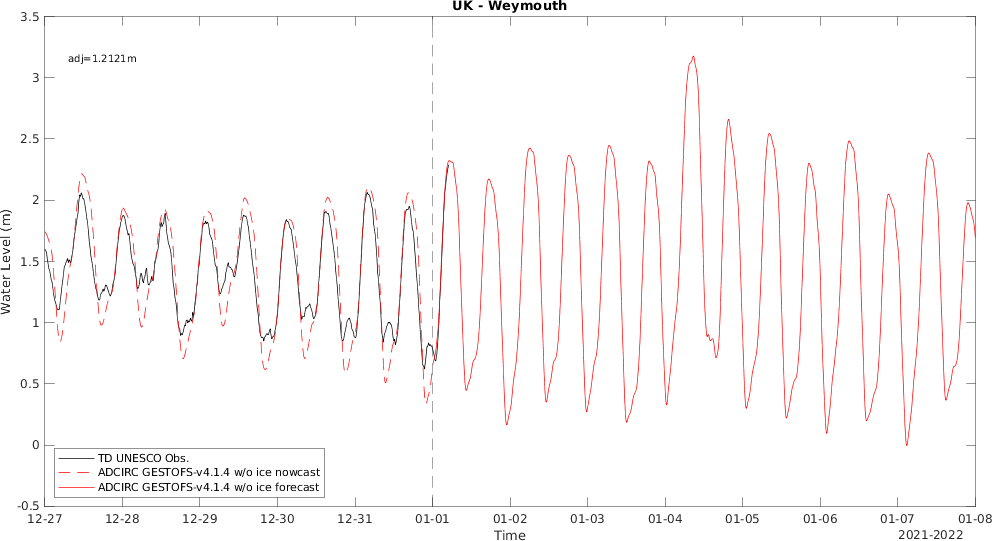 UK - Weymouth
adj=1.2121m
Water Level (m)
3.5
3
2.5
2
1.5
1
0.5
0
-0.5
TD UNESCO Obs.
ADCIRC GESTOFS-v4.1.4 w/o ice nowcast
ADCIRC GESTOFS-v4.1.4 w/o ice forecast
12-27 12-28 12-29 12-30 12-31 01-01 01-02 01-03 01-04 01-05 01-06 01-07 01-08
Time
2021-2022